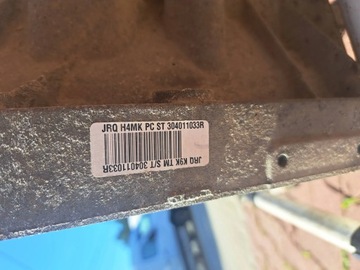 JRQ H4MK PC ST 304011033R
JRQ K9K TM S/T 304011033R